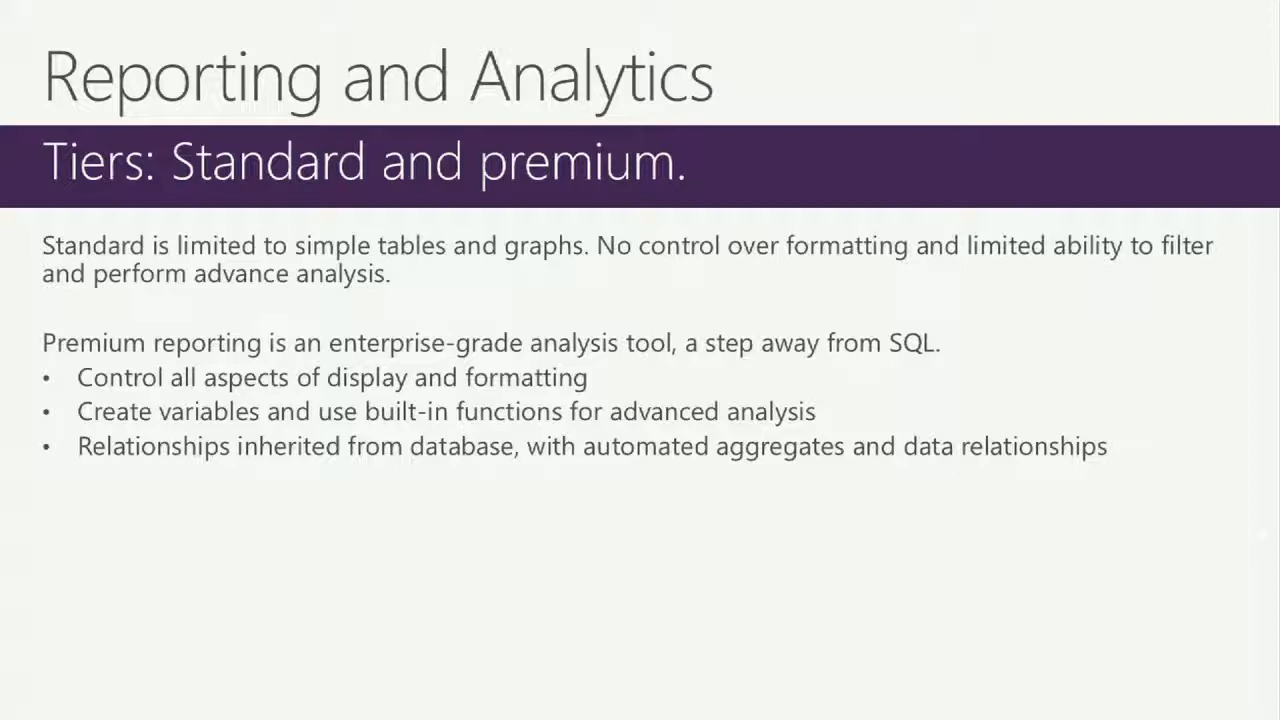 Reporting and Analytics
Tiers: Standard and premium.
Standard is limited to simple tables and graphs. No control over formatting and limited ability to filter
and perform advance analysis.
Premium reporting is an enterprise-grade analysis tool, a step away from SQL.
• Control all aspects of display and formatting
• Create variables and use built-in functions for advanced analysis
• Relationships inherited from database, with automated aggregates and data relationships